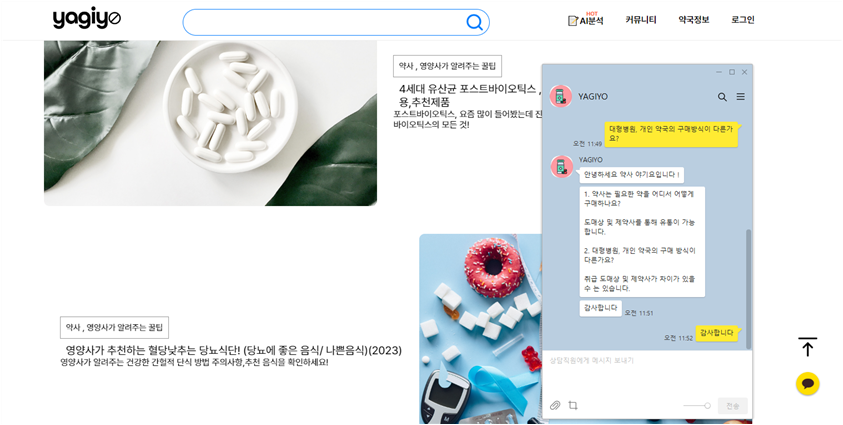 yagiyo
HOT
AI분석
커뮤니티
약국정보
로그인
약사 , 영양사가 알려주는 꿀팁
4세대 유산균 포스트바이오틱스 ,
용,추천제품
포스트바이오틱스, 요즘 많이 들어봤는데 진
바이오틱스의 모든 것!
약사 , 영양사가 알려주는 꿀팁
영양사가 추천하는 혈당낮추는 당뇨식단! (당뇨에 좋은 음식/ 나쁜음식)(2023)
영양사가 알려주는 건강한 간헐적 단식 방법 주의사항,추천 음식을 확인하세요!
YAGIYO
대형병원, 개인 약국의 구매방식이 다른가
요?
오전 11:49
YAGIYO
안녕하세요 약사 야기요입니다 !
1. 약사는 필요한 약을 어디서 어떻게
구매하나요?
도매상 및 제약사를 통해 유통이 가능
합니다.
2. 대형병원, 개인 약국의 구매 방식이
다른가요?
취급 도매상 및 제약사가 차이가 있을
수 는 있습니다.
감사합니다
오전 11:51
감사합니다
오전 11:52
상담직원에게 메시지 보내기
전송